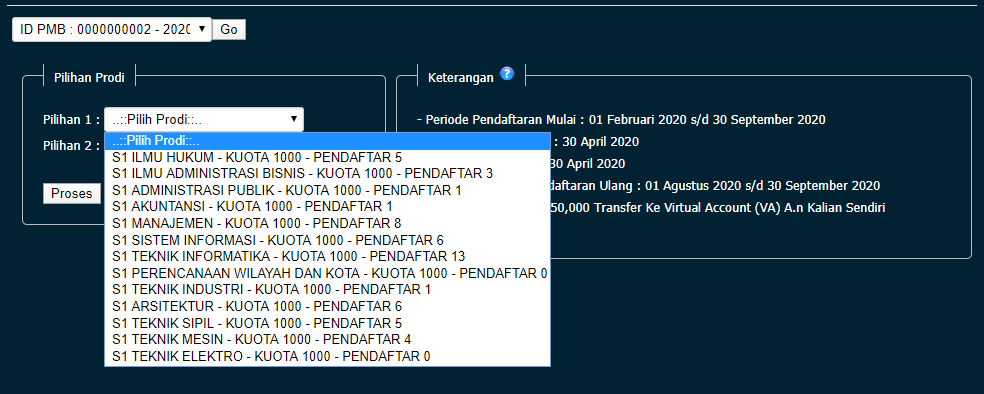 ID PMB : 0000000002 - 2020 Go
Pilihan Prodi
Pilihan 1 : ..::Pilih Prodi::..
Pilihan 2 :
..::Pilih Prodi::..
S1 ILMU HUKUM - KUOTA 1000 - PENDAFTAR 5
S1 ILMU ADMINISTRASI BISNIS - KUOTA 1000 - PENDAFTAR 3
S1 ADMINISTRASI PUBLIK - KUOTA 1000 - PENDAFTAR 1
S1 AKUNTANSI - KUOTA 1000 - PENDAFTAR 1
S1 MANAJEMEN - KUOTA 1000 - PENDAFTAR 8
S1 SISTEM INFORMASI - KUOTA 1000 - PENDAFTAR 6
S1 TEKNIK INFORMATIKA - KUOTA 1000 - PENDAFTAR 13
S1 PERENCANAAN WILAYAH DAN KOTA - KUOTA 1000 - PENDAFTAR 0
S1 TEKNIK INDUSTRI - KUOTA 1000 - PENDAFTAR 1
S1 ARSITEKTUR - KUOTA 1000 - PENDAFTAR 6
S1 TEKNIK SIPIL - KUOTA 1000 - PENDAFTAR 5
S1 TEKNIK MESIN - KUOTA 1000 - PENDAFTAR 4
S1 TEKNIK ELEKTRO - KUOTA 1000 - PENDAFTAR 0
Proses
Keterangan ?
- Periode Pendaftaran Mulai : 01 Februari 2020 s/d 30 September 2020
: 30 April 2020
30 April 2020
daftaran Ulang : 01 Agustus 2020 s/d 30 September 2020
50,000 Transfer Ke Virtual Account (VA) A.n Kalian Sendiri